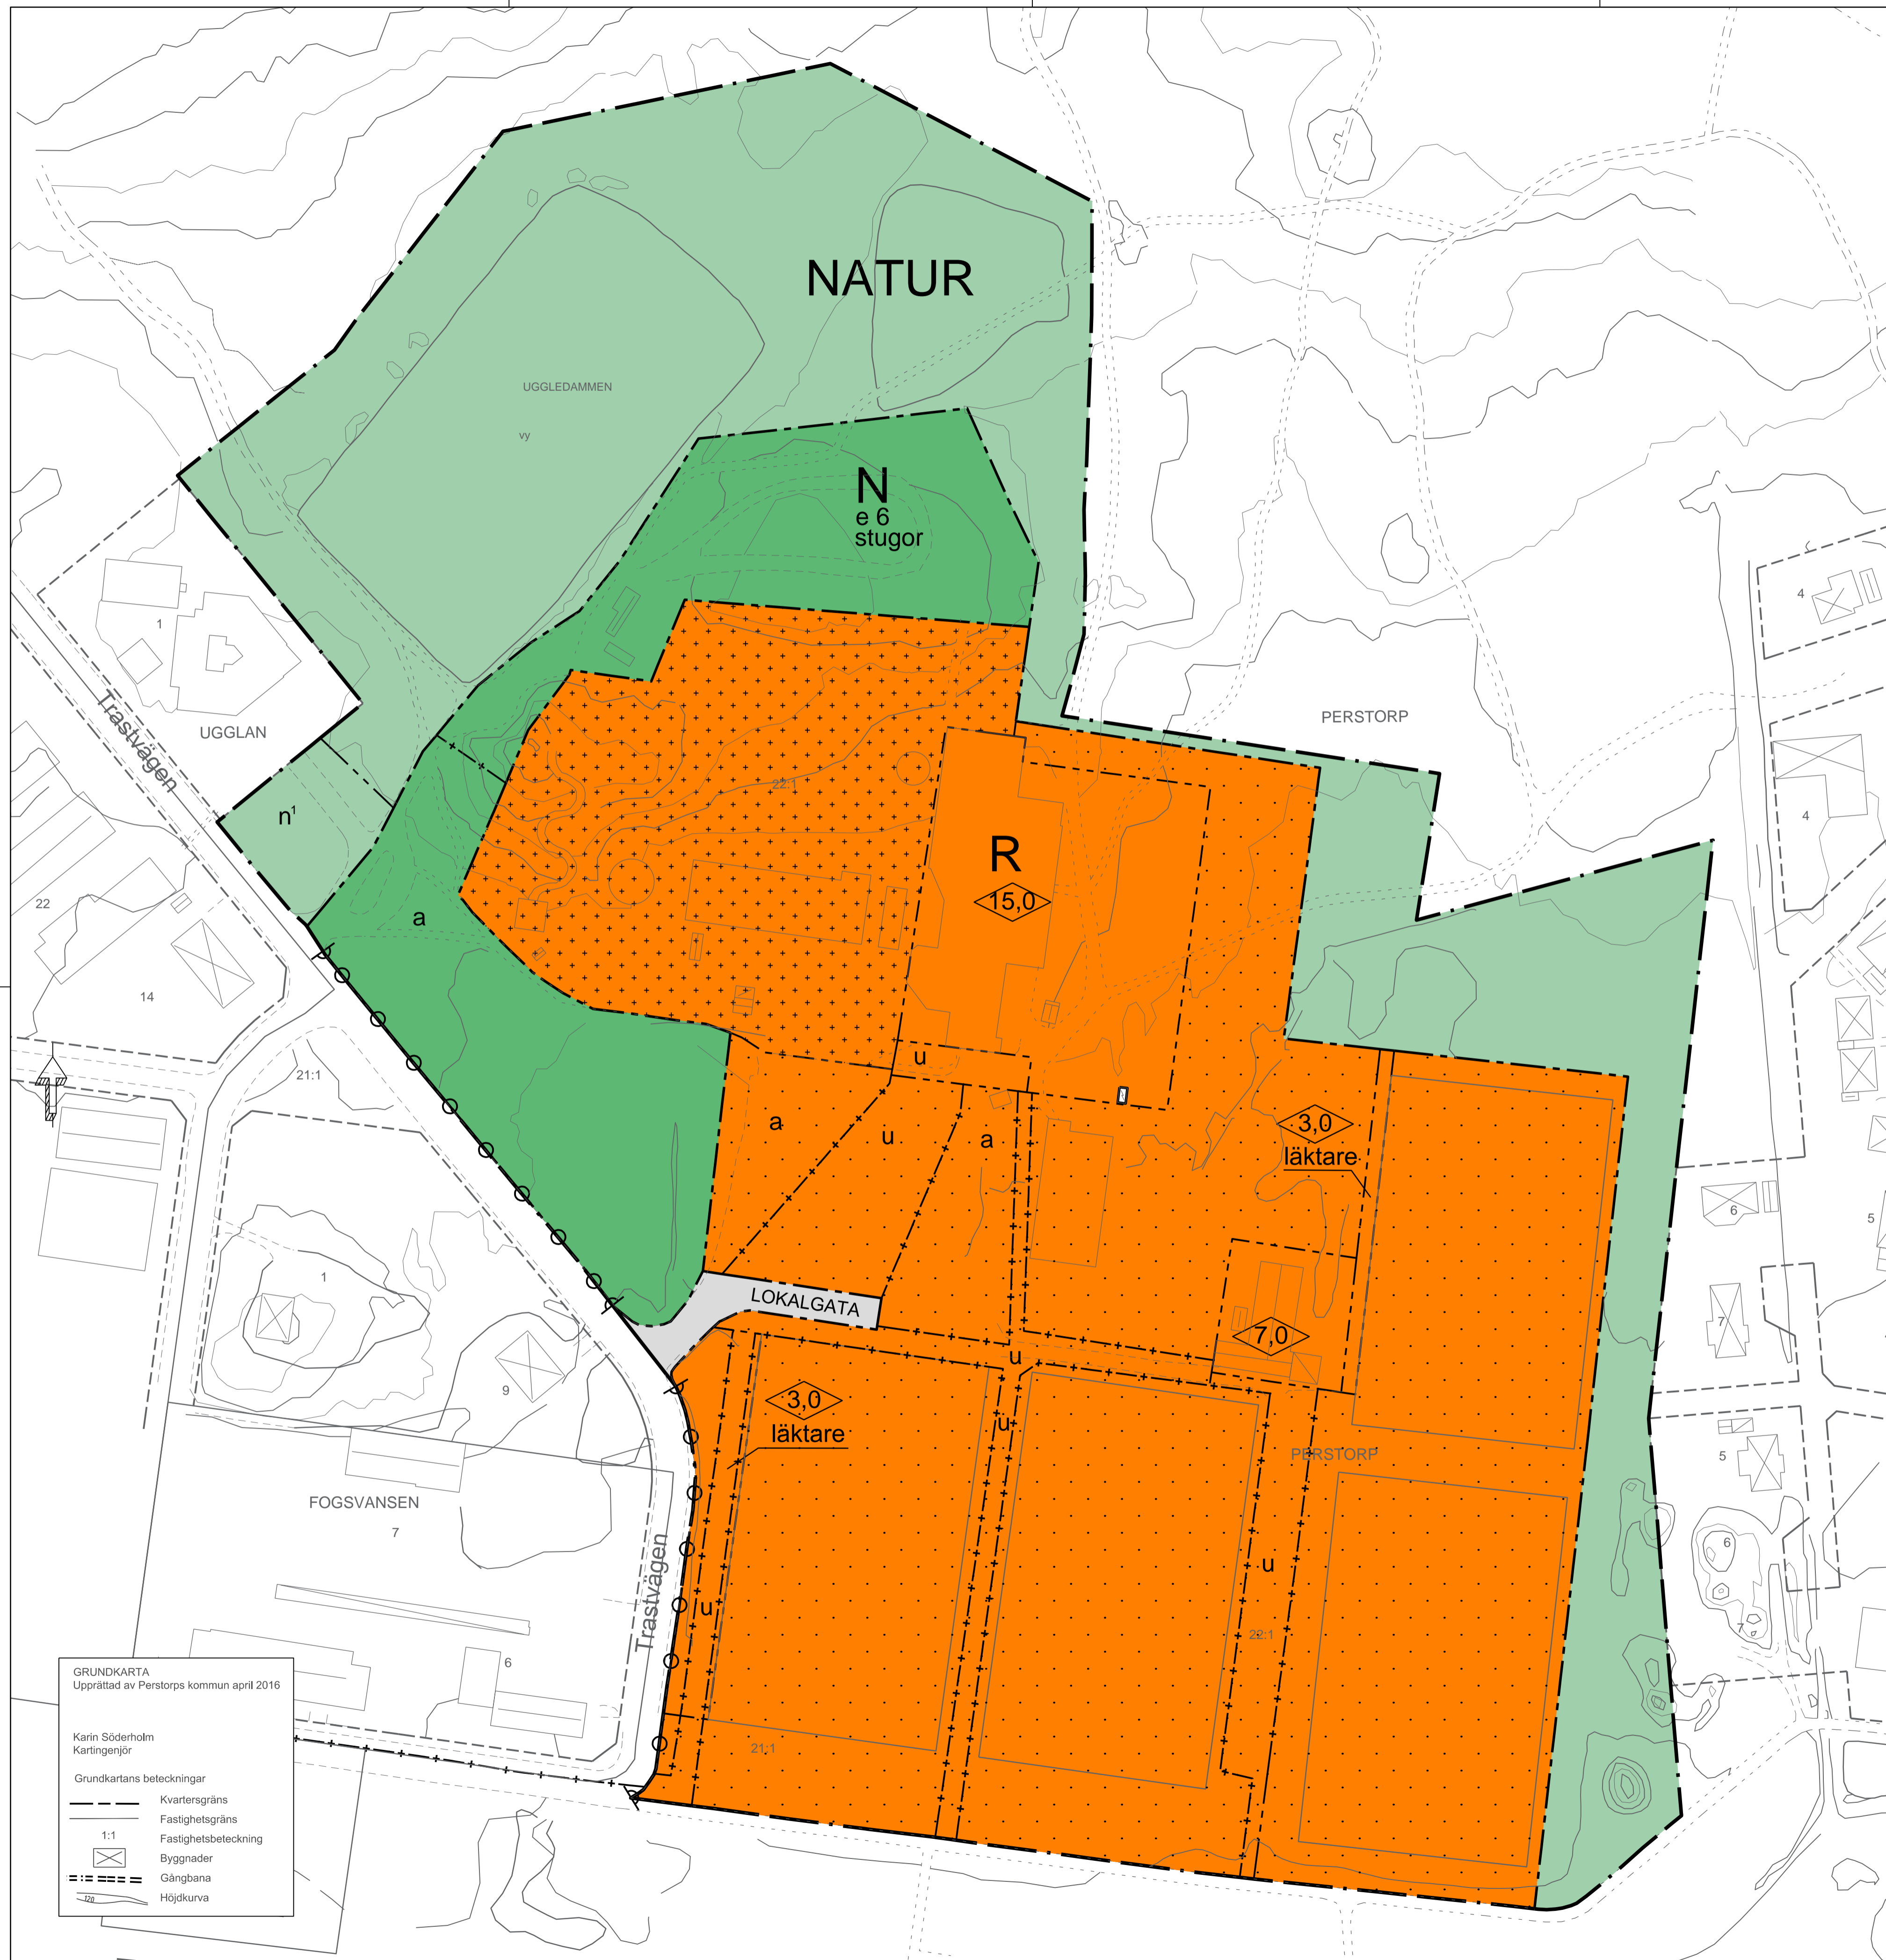 NATUR
UGGLEDAMMEN
vy
N
e 6
stugor
4
1
PERSTORP
Trastvägen
UGGLAN
22:1
n¹
4
R
15,0
22
a
14
u
21:1
a
u
a
3,0
läktare
6
5
1
LOKALGATA
7
7,0
u
9
3,0
läktare
u
PERSTORP
5
FOGSVANSEN
7
6
u
Trastvägen
u
7
22:1
6
21:1
GRUNDKARTA
Upprättad av Perstorps kommun april 2016
Karin Söderholm
Kartingenjör
Grundkartans beteckningar
Kvartersgräns
Fastighetsgräns
1:1 Fastighetsbeteckning
Byggnader
Gångbana
120 Höjdkurva